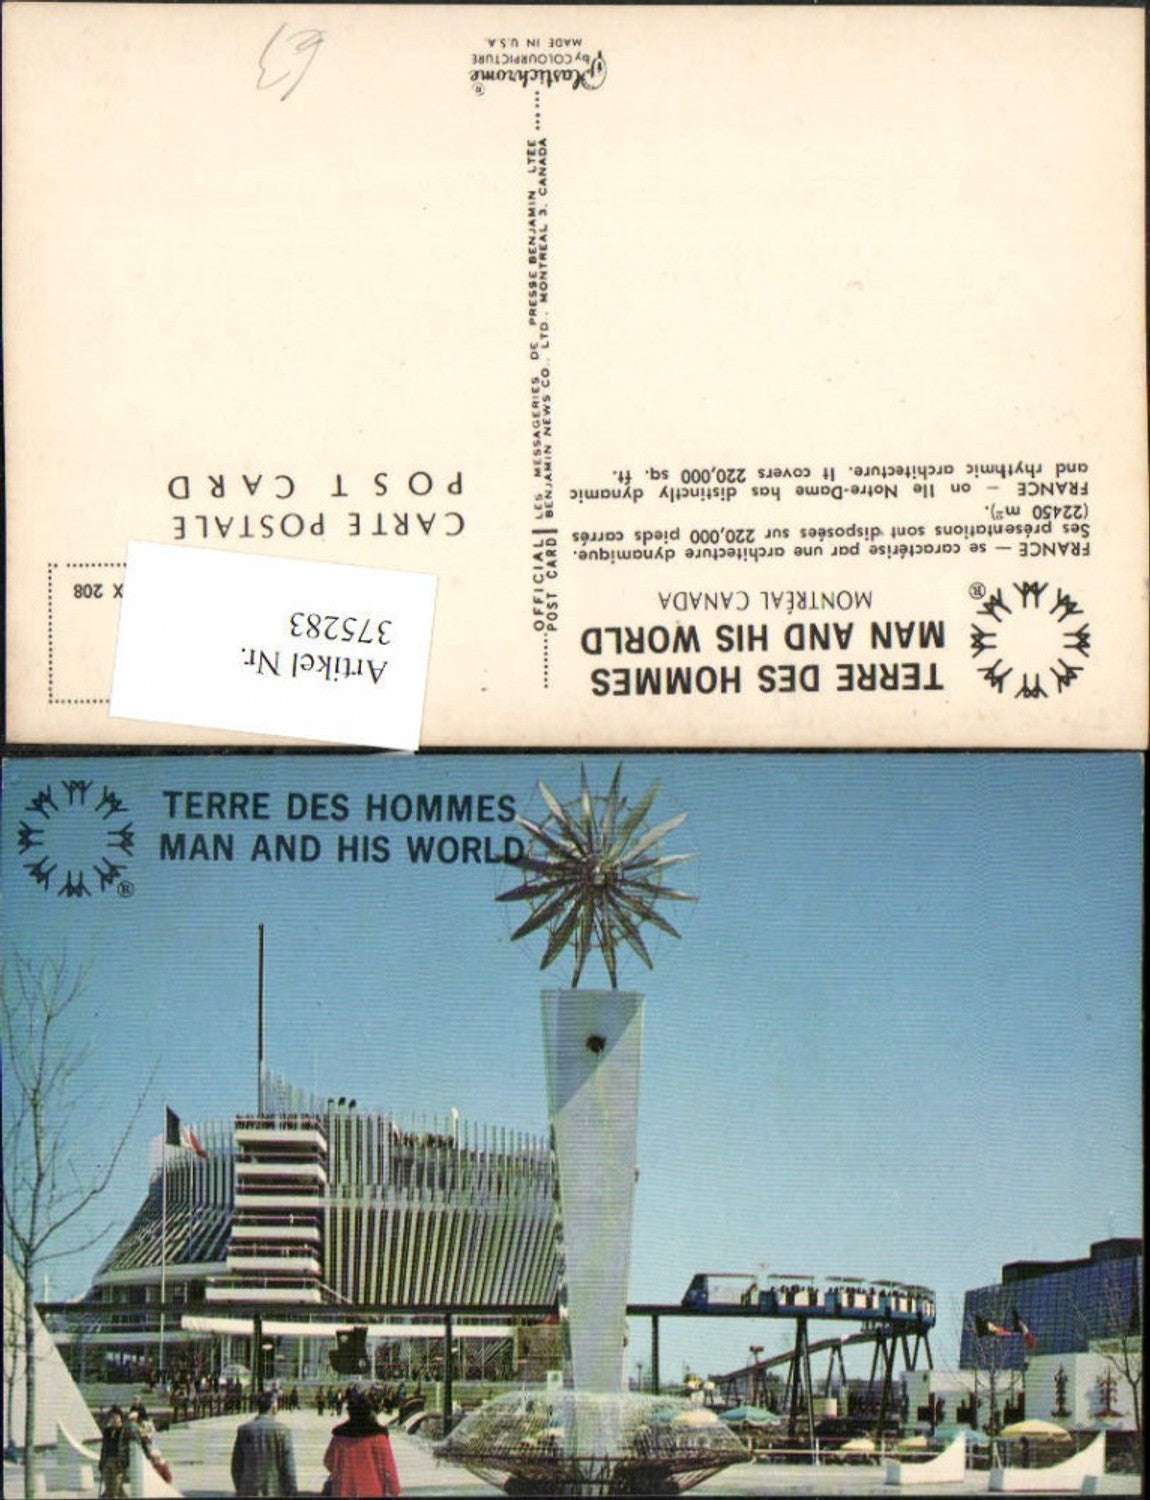 TERRE DES HOMMES
MAN AND HIS WORLD
MONTRÉAL CANADA
®
FRANCE — se caractérise par une architecture dynamique.
Ses présentations sont disposées sur 220,000 pieds carrés
(22450 m²).
FRANCE — on Ile Notre-Dame has distinctly dynamic
and rhythmic architecture. It covers 220,000 sq. ft.
OFFICIAL LES MESSAGERIES DE PRESSE BENJAMIN LTEE
POST CARD BENJAMIN NEWS CO., LTD., MONTREAL 3, CANADA
Artikel Nr.
375283
X 208
CARTE POSTALE
POST CARD
Plastichrome ®
by COLOURPICTURE
MADE IN U.S.A.
63
TERRE DES HOMMES
MAN AND HIS WORLD
®